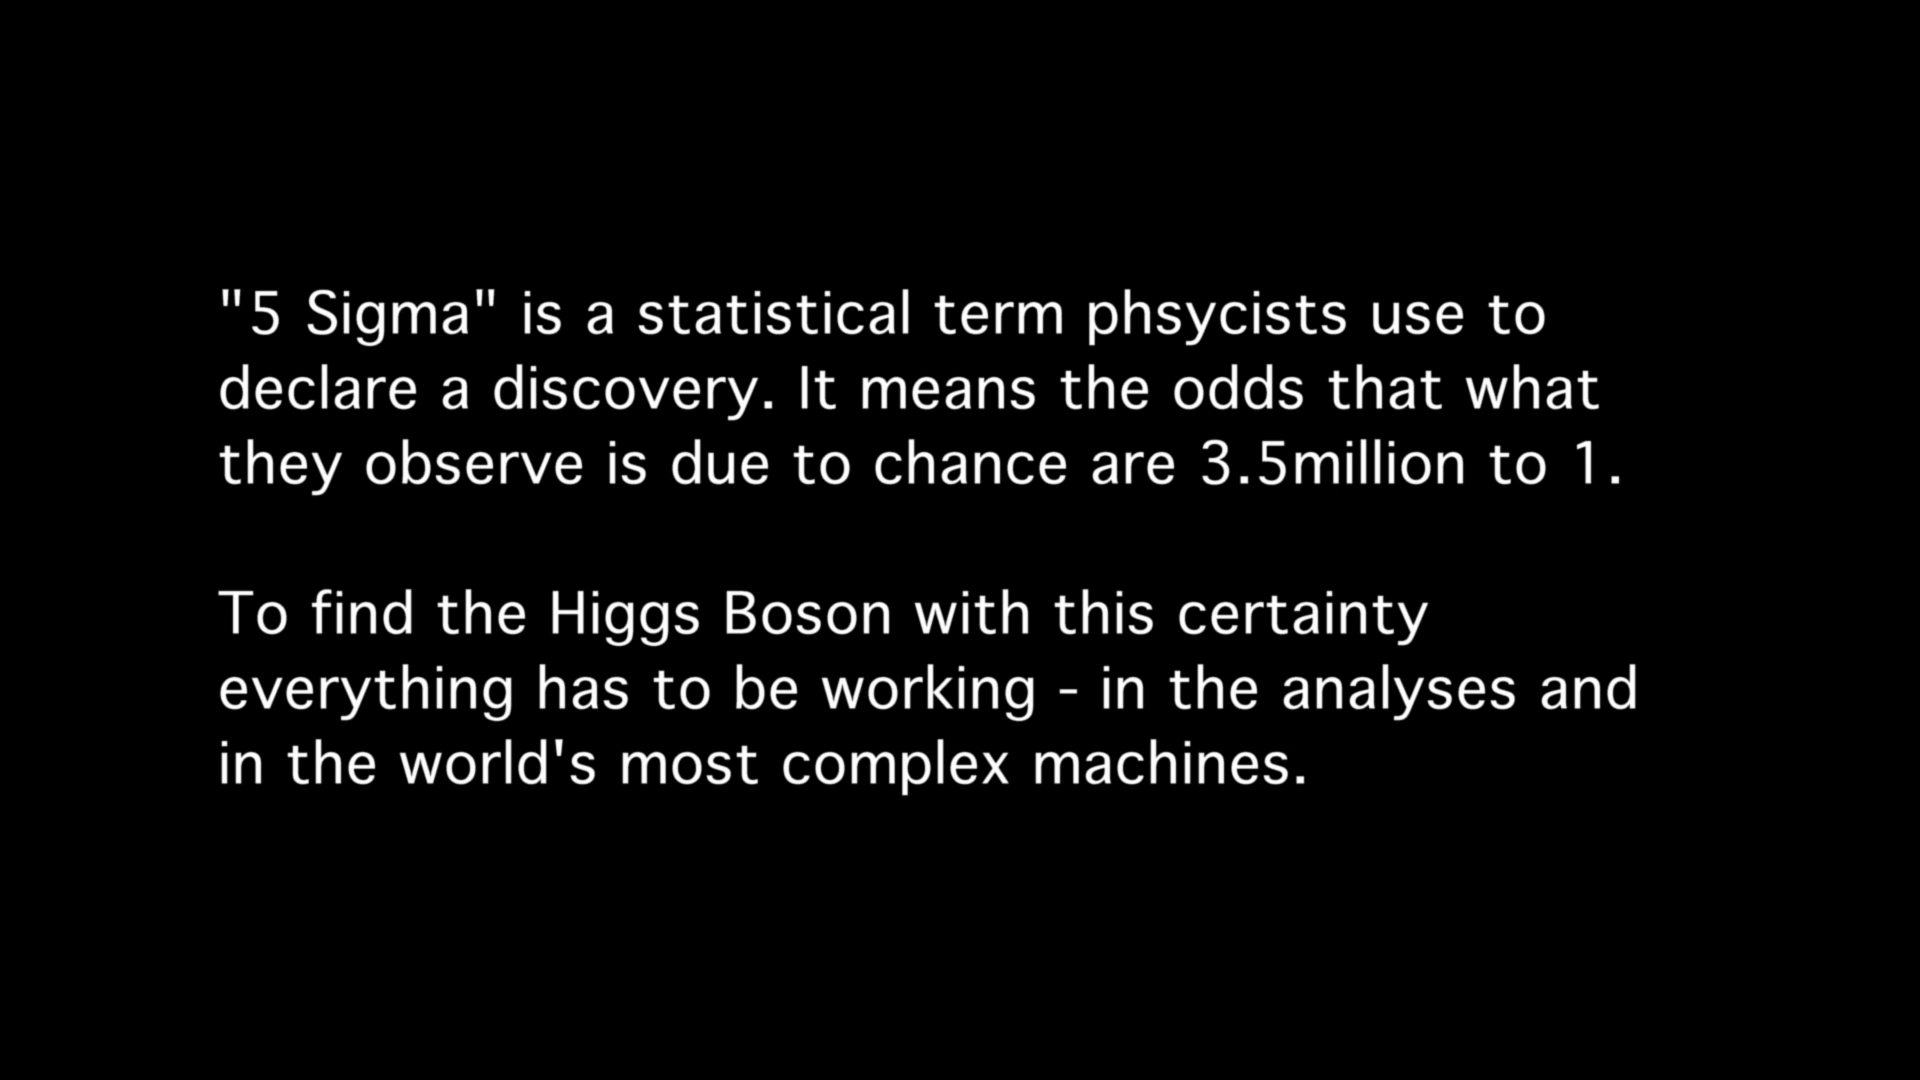 "5 Sigma" is a statistical term phsycists use to
declare a discovery. It means the odds that what
they observe is due to chance are 3.5million to 1.
To find the Higgs Boson with this certainty
everything has to be working - in the analyses and
in the world's most complex machines.